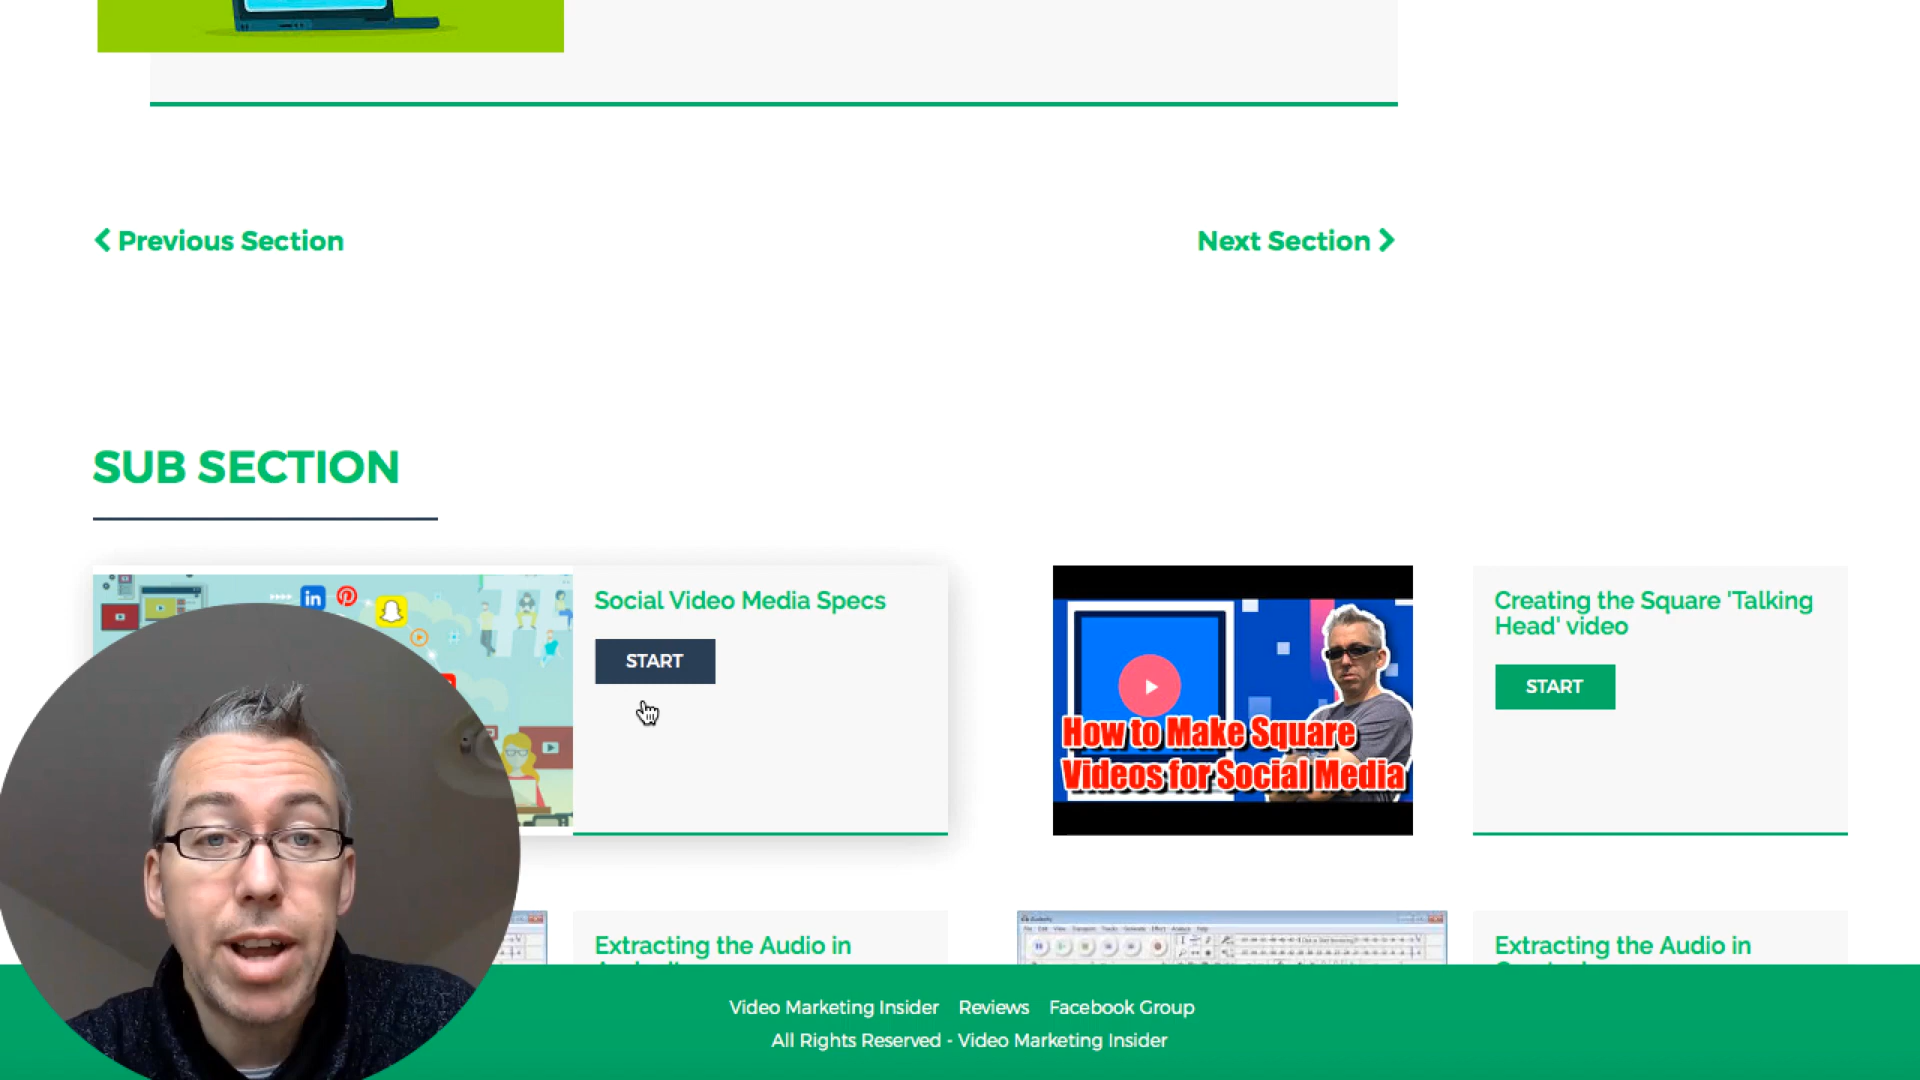 Previous Section
Next Section
SUB SECTION
in
Social Video Media Specs
START
How to Make Square
Videos for Social Media
Creating the Square 'Talking
Head' video
START
Extracting the Audio in
Extracting the Audio in
Video Marketing Insider Reviews Facebook Group
All Rights Reserved - Video Marketing Insider